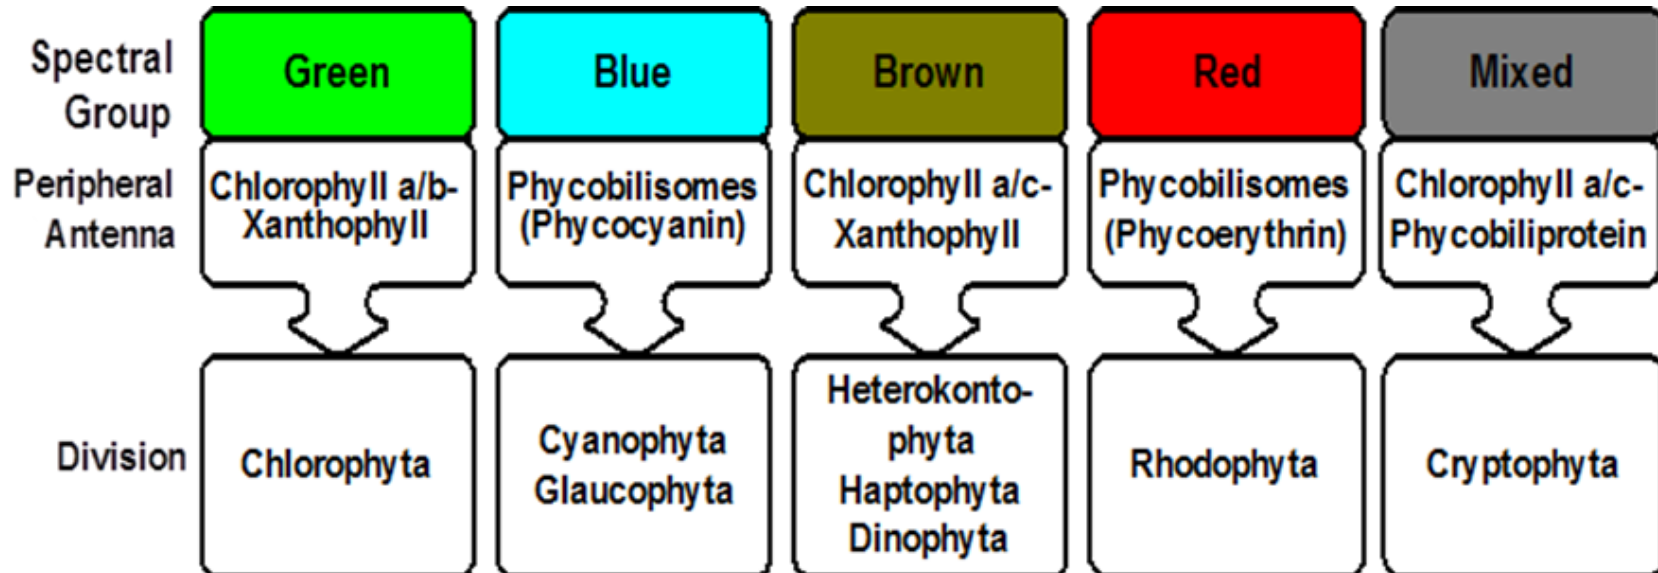 Spectral
Group
Green
Blue
Brown
Red
Mixed
Peripheral
Antenna
Chlorophyll a/b-
Xanthophyll
Phycobilisomes
(Phycocyanin)
Chlorophyll a/c-
Xanthophyll
Phycobilisomes
(Phycoerythrin)
Chlorophyll a/c-
Phycobiliprotein
Division
Chlorophyta
Cyanophyta
Glaucophyta
Heterokonto-
phyta
Haptophyta
Dinophyta
Rhodophyta
Cryptophyta